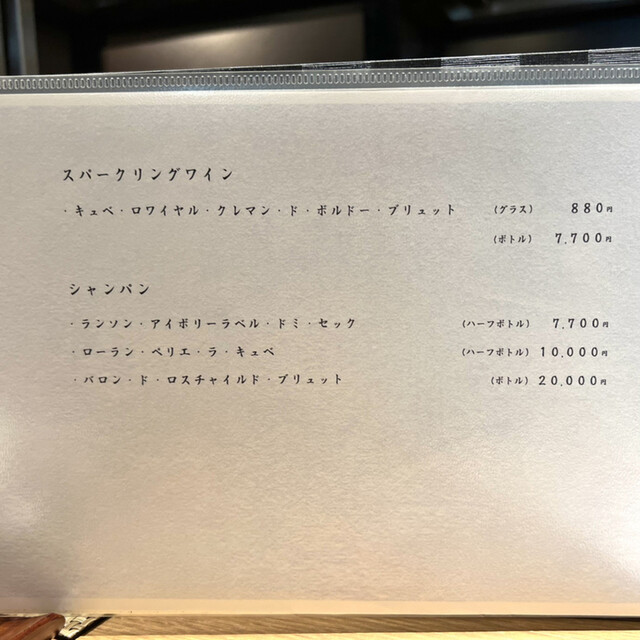 スパークリングワイン
・キュベ・ロワイヤル・クレマン・ド・ボルドー・ブリュット (グラス) 880円
(ボトル) 7,700円
シャンパン
・ランソン・アイボリーラベル・ドミ・セック (ハーフボトル) 7,700円
・ローラン・ペリエ・ラ・キュベ (ハーフボトル) 10,000円
・バロン・ド・ロスチャイルド・ブリュット (ボトル) 20,000円